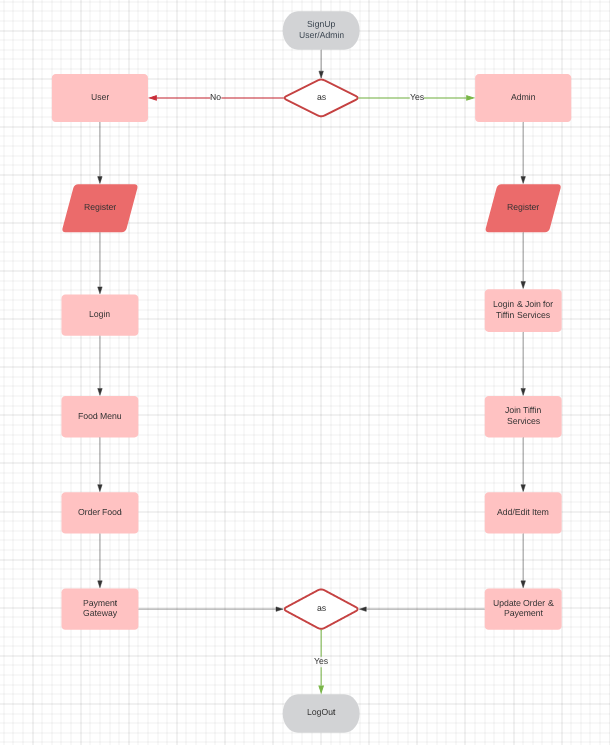 SignUp
User/Admin
User
No
as
Yes
Admin
Register
Register
Login
Login & Join for
Tiffin Services
Food Menu
Join Tiffin
Services
Order Food
Add/Edit Item
Payment
Gateway
as
Update Order &
Payement
Yes
LogOut